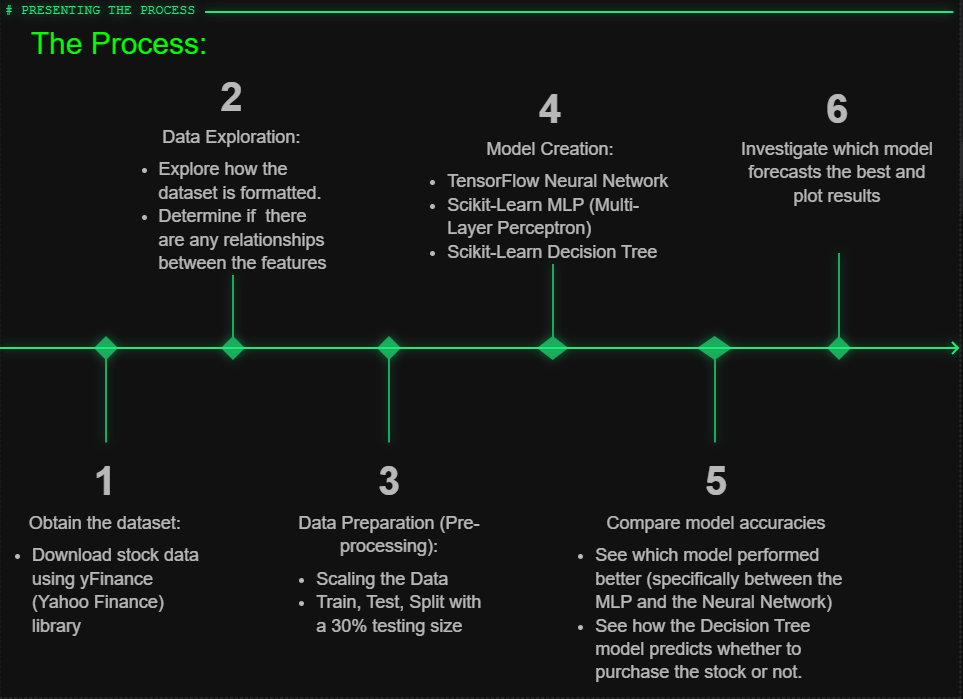 # PRESENTING THE PROCESS
The Process:
1
Obtain the dataset:
• Download stock data
using yFinance
(Yahoo Finance)
library
2
Data Exploration:
• Explore how the
dataset is formatted.
• Determine if  there
are any relationships
between the features
3
Data Preparation (Pre-
processing):
• Scaling the Data
• Train, Test, Split with
a 30% testing size
4
Model Creation:
• TensorFlow Neural Network
• Scikit-Learn MLP (Multi-
Layer Perceptron)
• Scikit-Learn Decision Tree
5
Compare model accuracies
• See which model performed
better (specifically between the
MLP and the Neural Network)
• See how the Decision Tree
model predicts whether to
purchase the stock or not.
6
Investigate which model
forecasts the best and
plot results